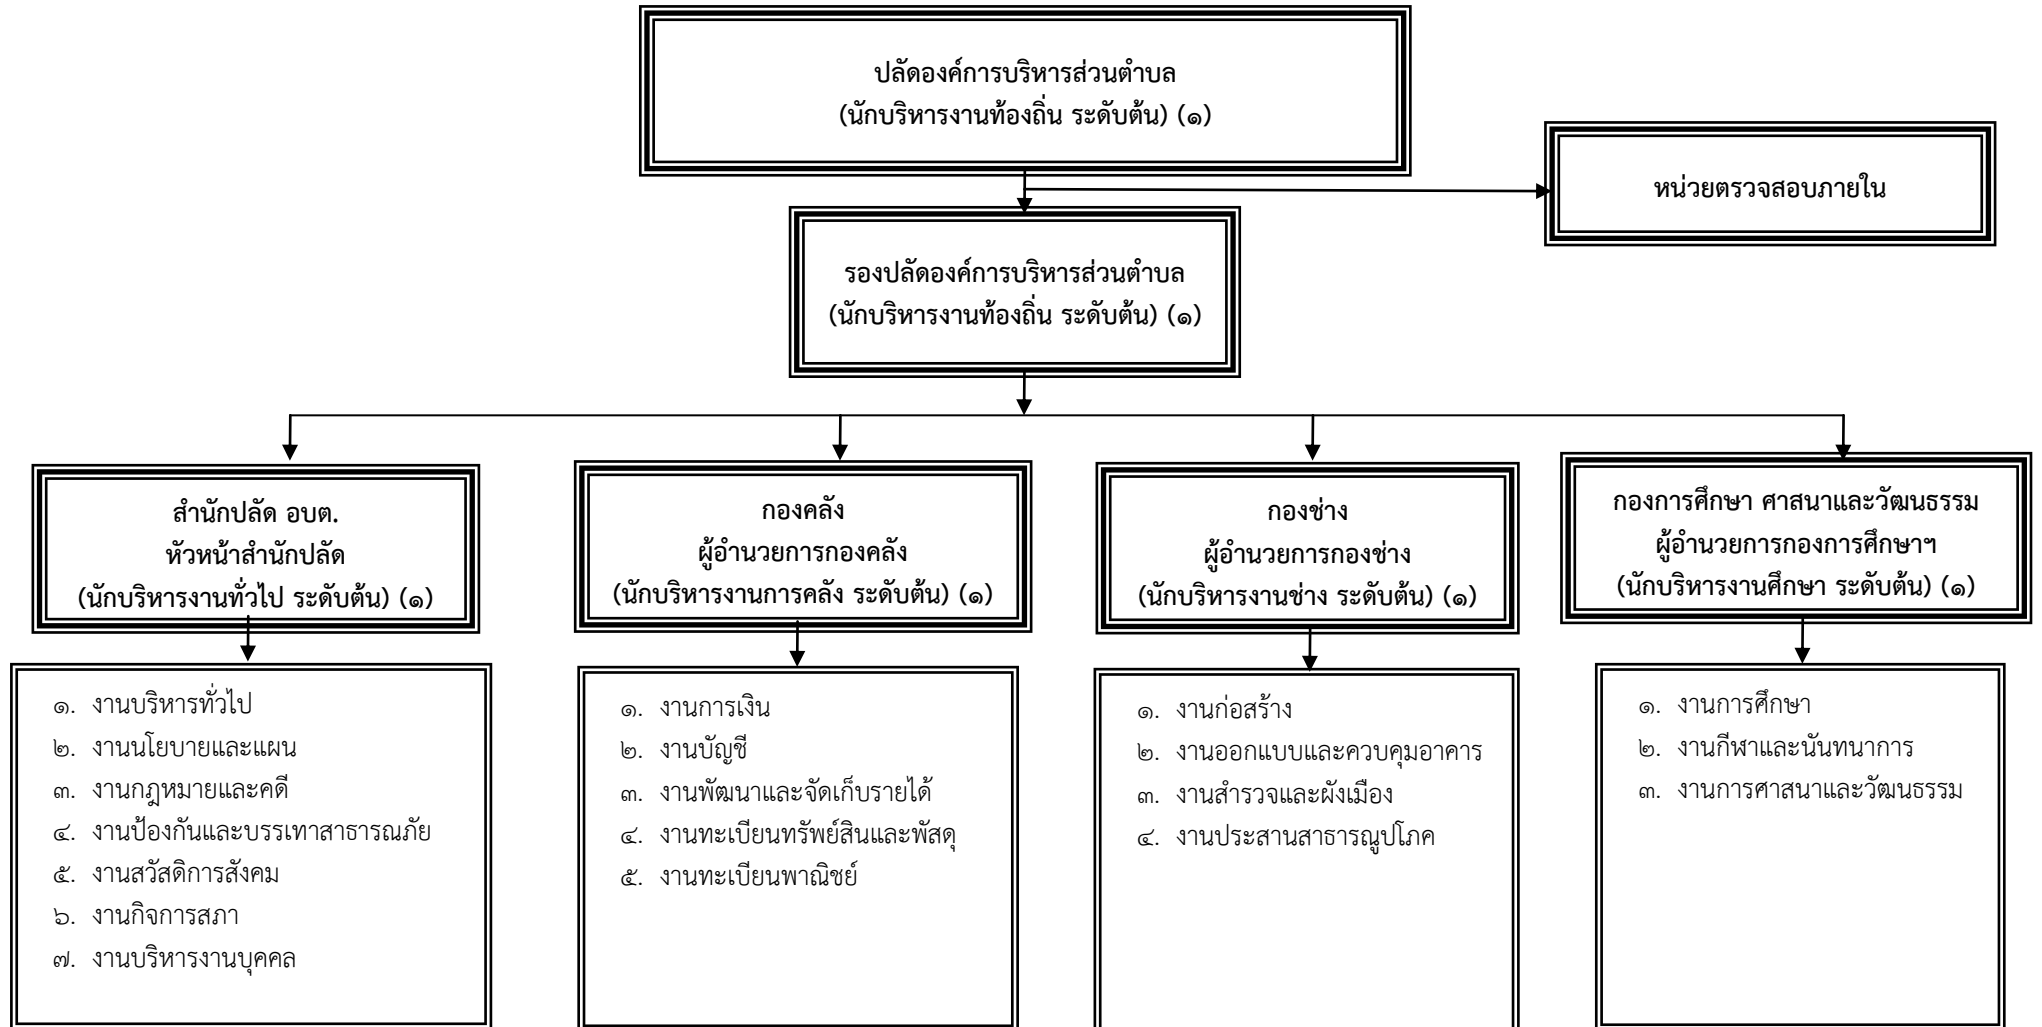 ปลัดองค์การบริหารส่วนตำบล
(นักบริหารงานท้องถิ่น ระดับต้น) (๑)
หน่วยตรวจสอบภายใน
รองปลัดองค์การบริหารส่วนตำบล
(นักบริหารงานท้องถิ่น ระดับต้น) (๑)
สำนักปลัด อบต.
หัวหน้าสำนักปลัด
(นักบริหารงานทั่วไป ระดับต้น) (๑)
กองคลัง
ผู้อำนวยการกองคลัง
(นักบริหารงานการคลัง ระดับต้น) (๑)
กองช่าง
ผู้อำนวยการกองช่าง
(นักบริหารงานช่าง ระดับต้น) (๑)
กองการศึกษา ศาสนาและวัฒนธรรม
ผู้อำนวยการกองการศึกษาฯ
(นักบริหารงานศึกษา ระดับต้น) (๑)
๑. งานบริหารทั่วไป
๒. งานนโยบายและแผน
๓. งานกฎหมายและคดี
๔. งานป้องกันและบรรเทาสาธารณภัย
๕. งานสวัสดิการสังคม
๖. งานกิจการสภา
๗. งานบริหารงานบุคคล
๑. งานการเงิน
๒. งานบัญชี
๓. งานพัฒนาและจัดเก็บรายได้
๔. งานทะเบียนทรัพย์สินและพัสดุ
๕. งานทะเบียนพาณิชย์
๑. งานก่อสร้าง
๒. งานออกแบบและควบคุมอาคาร
๓. งานสำรวจและผังเมือง
๔. งานประสานสาธารณูปโภค
๑. งานการศึกษา
๒. งานกีฬาและนันทนาการ
๓. งานการศาสนาและวัฒนธรรม